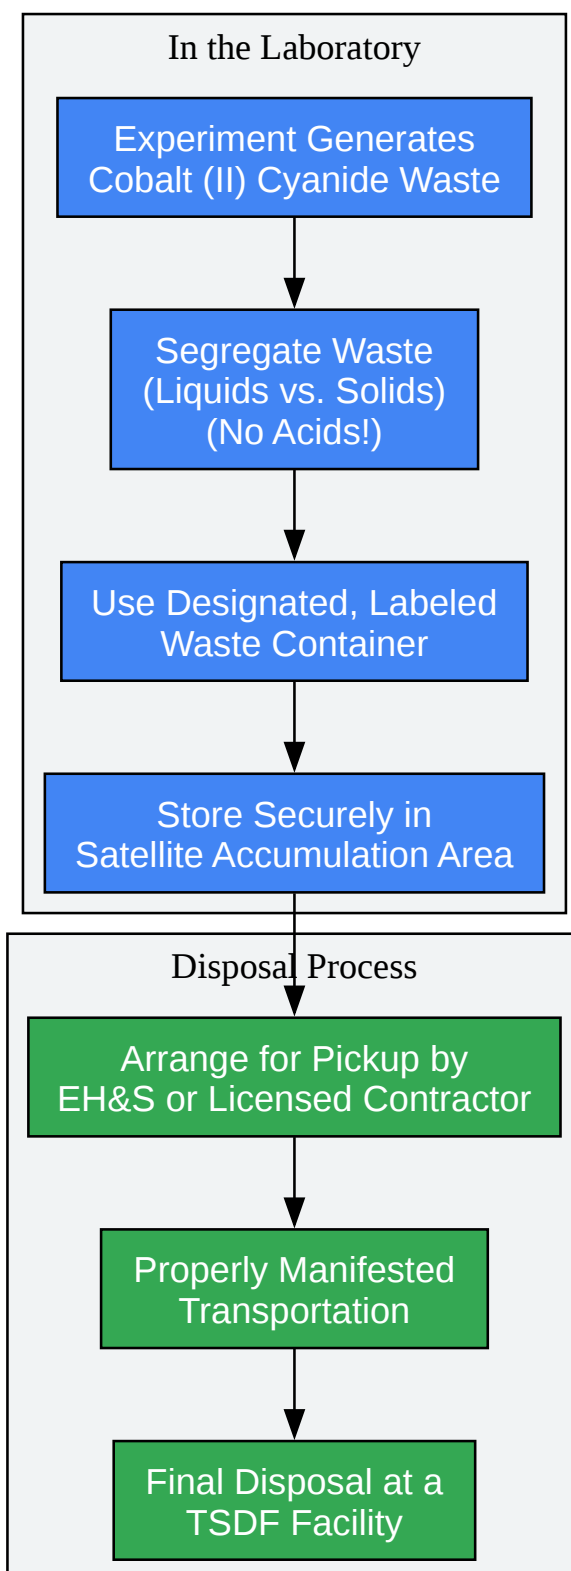 In the Laboratory
Experiment Generates
Cobalt (II) Cyanide Waste
Segregate Waste
(Liquids vs. Solids)
(No Acids!)
Use Designated, Labeled
Waste Container
Store Securely in
Satellite Accumulation Area
Disposal Process
Arrange for Pickup by
EH&S or Licensed Contractor
Properly Manifested
Transportation
Final Disposal at a
TSDF Facility